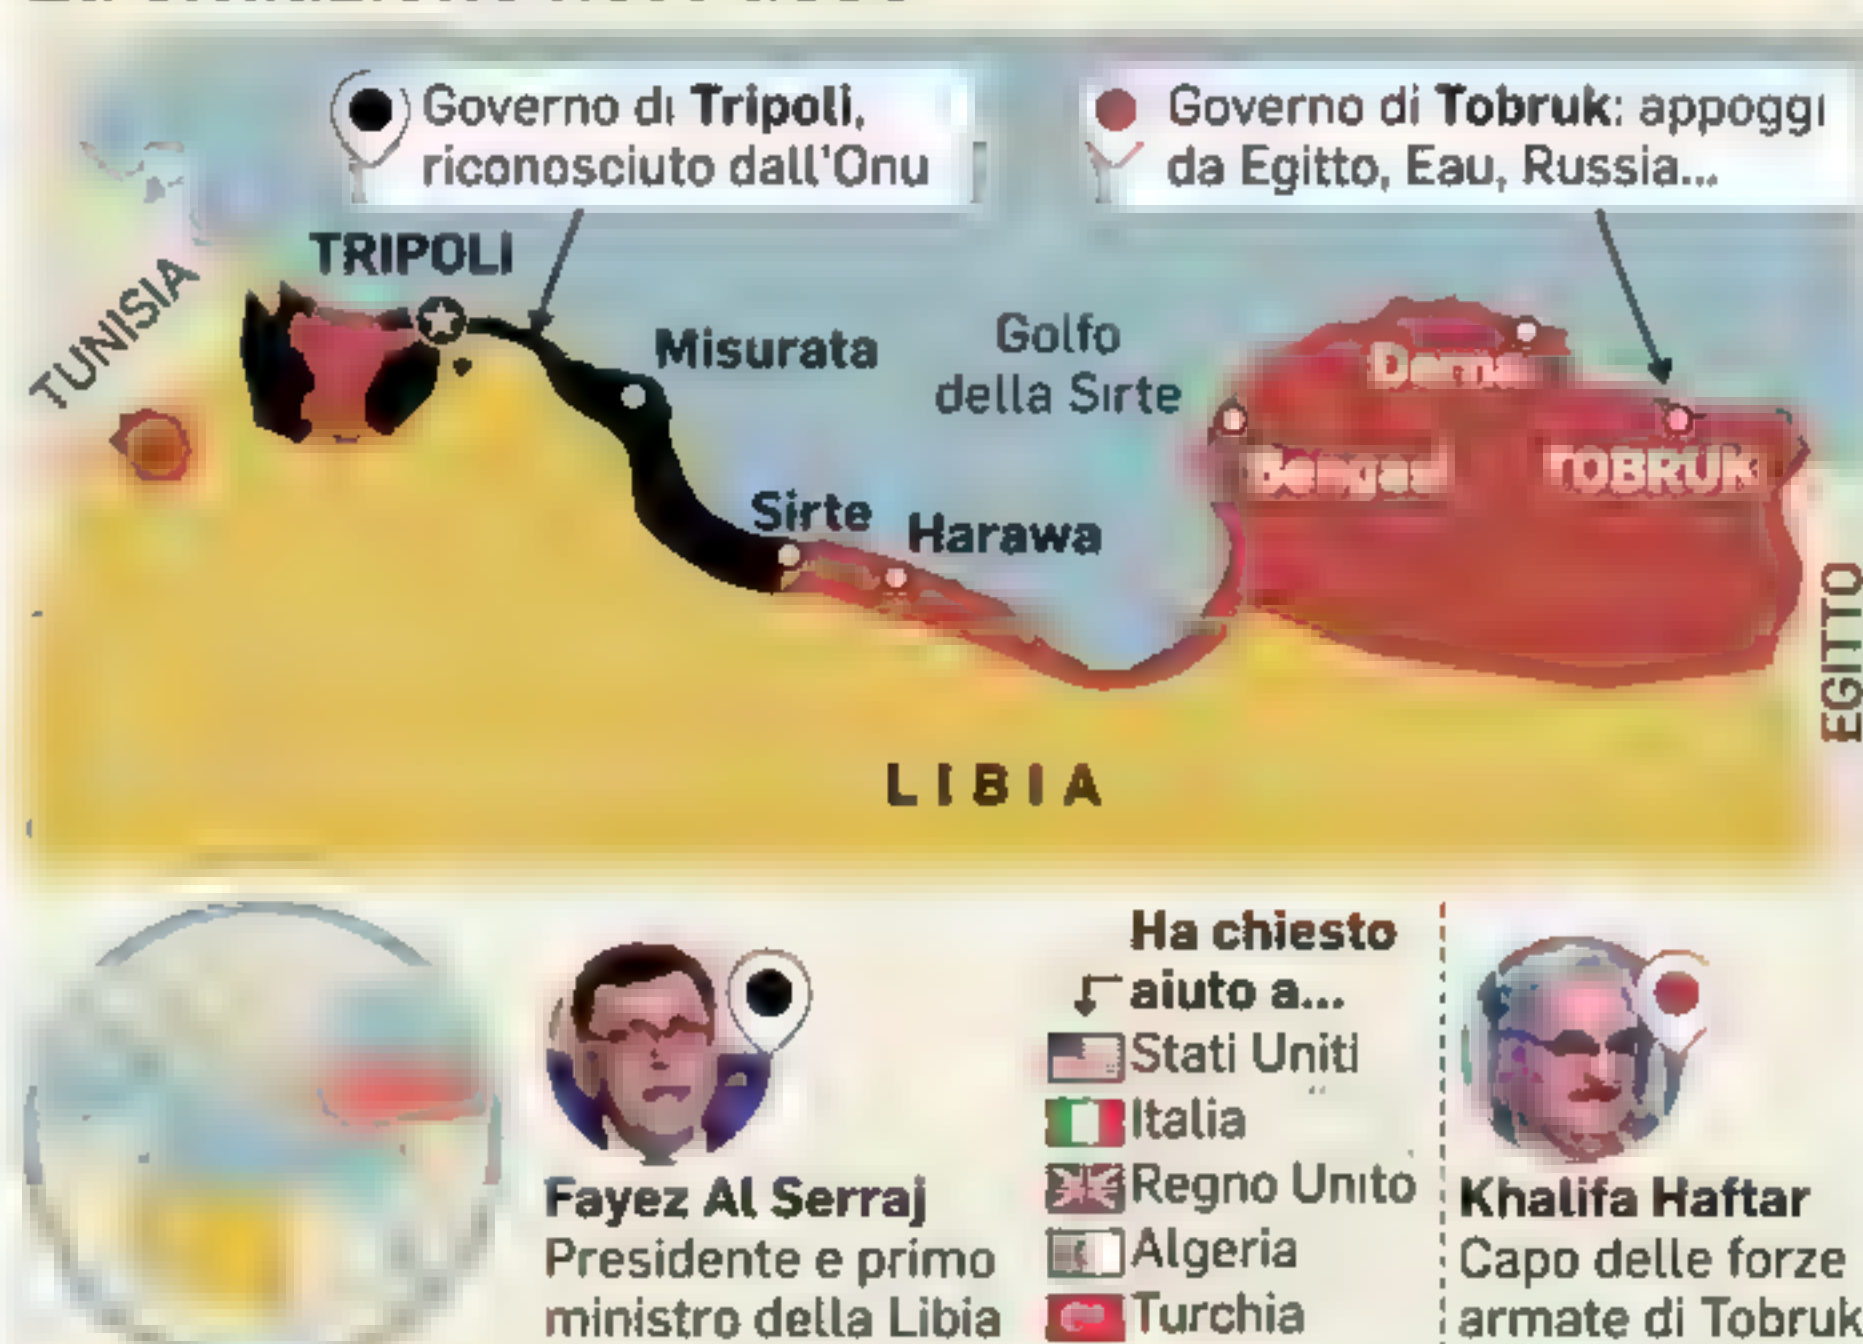 Governo di Tripoli,
riconosciuto dall'Onu
Governo di Tobruk: appoggi
da Egitto, Eau, Russia...
TRIPOLI
TUNISIA
Misurata
Golfo
della Sirte
Derna
Bengasi
TOBRUK
Sirte
Harawa
EGITTO
LIBIA
Fayez Al Serraj
Presidente e primo
ministro della Libia
Ha chiesto
aiuto a...
Stati Uniti
Italia
Regno Unito
Algeria
Turchia
Khalifa Haftar
Capo delle forze
armate di Tobruk